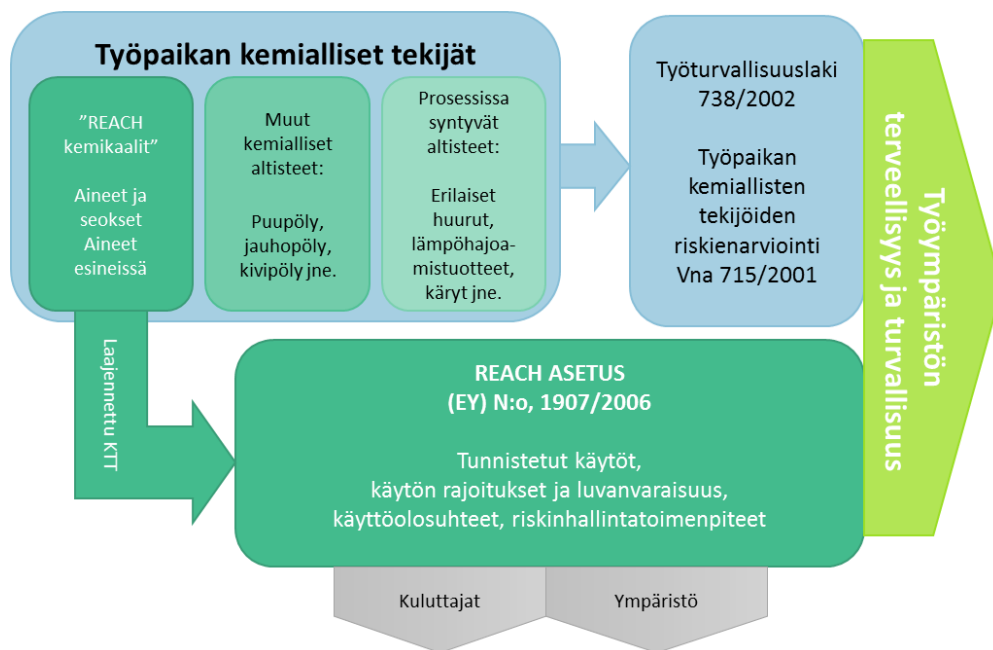 Työpaikan kemialliset tekijät
”REACH
kemikaalit”
Aineet ja
seokset
Aineet
esineissä
Muut
kemialliset
altisteet:
Puupöly,
jauhopöly,
kivipöly jne.
Prosessissa
syntyvät
altisteet:
Erilaiset
huurut,
lämpöhajoa-
mistuotteet,
käryt jne.
Työturvallisuuslaki
738/2002
Työpaikan
kemiallisten
tekijöiden
riskienarviointi
Vna 715/2001
Työympäristön
terveellisyys ja turvallisuus
Laajennettu KTT
REACH ASETUS
(EY) N:o, 1907/2006
Tunnistetut käytöt,
käytön rajoitukset ja luvanvaraisuus,
käyttöolosuhteet, riskinhallintatoimenpiteet
Kuluttajat
Ympäristö